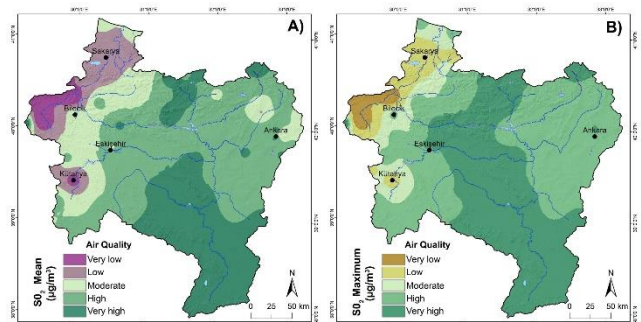 A)
Sakarya
Bilecik
Ankara
Eskişehir
Kütahya
Air Quality
Very low
Low
Moderate
High
Very high
S0₂ Mean
(µg/m³)
N
0 25 50 km
B)
Sakarya
Bilecik
Ankara
Eskişehir
Kütahya
Air Quality
Very low
Low
Moderate
High
Very high
S0₂ Maximum
(µg/m³)
N
0 25 50 km